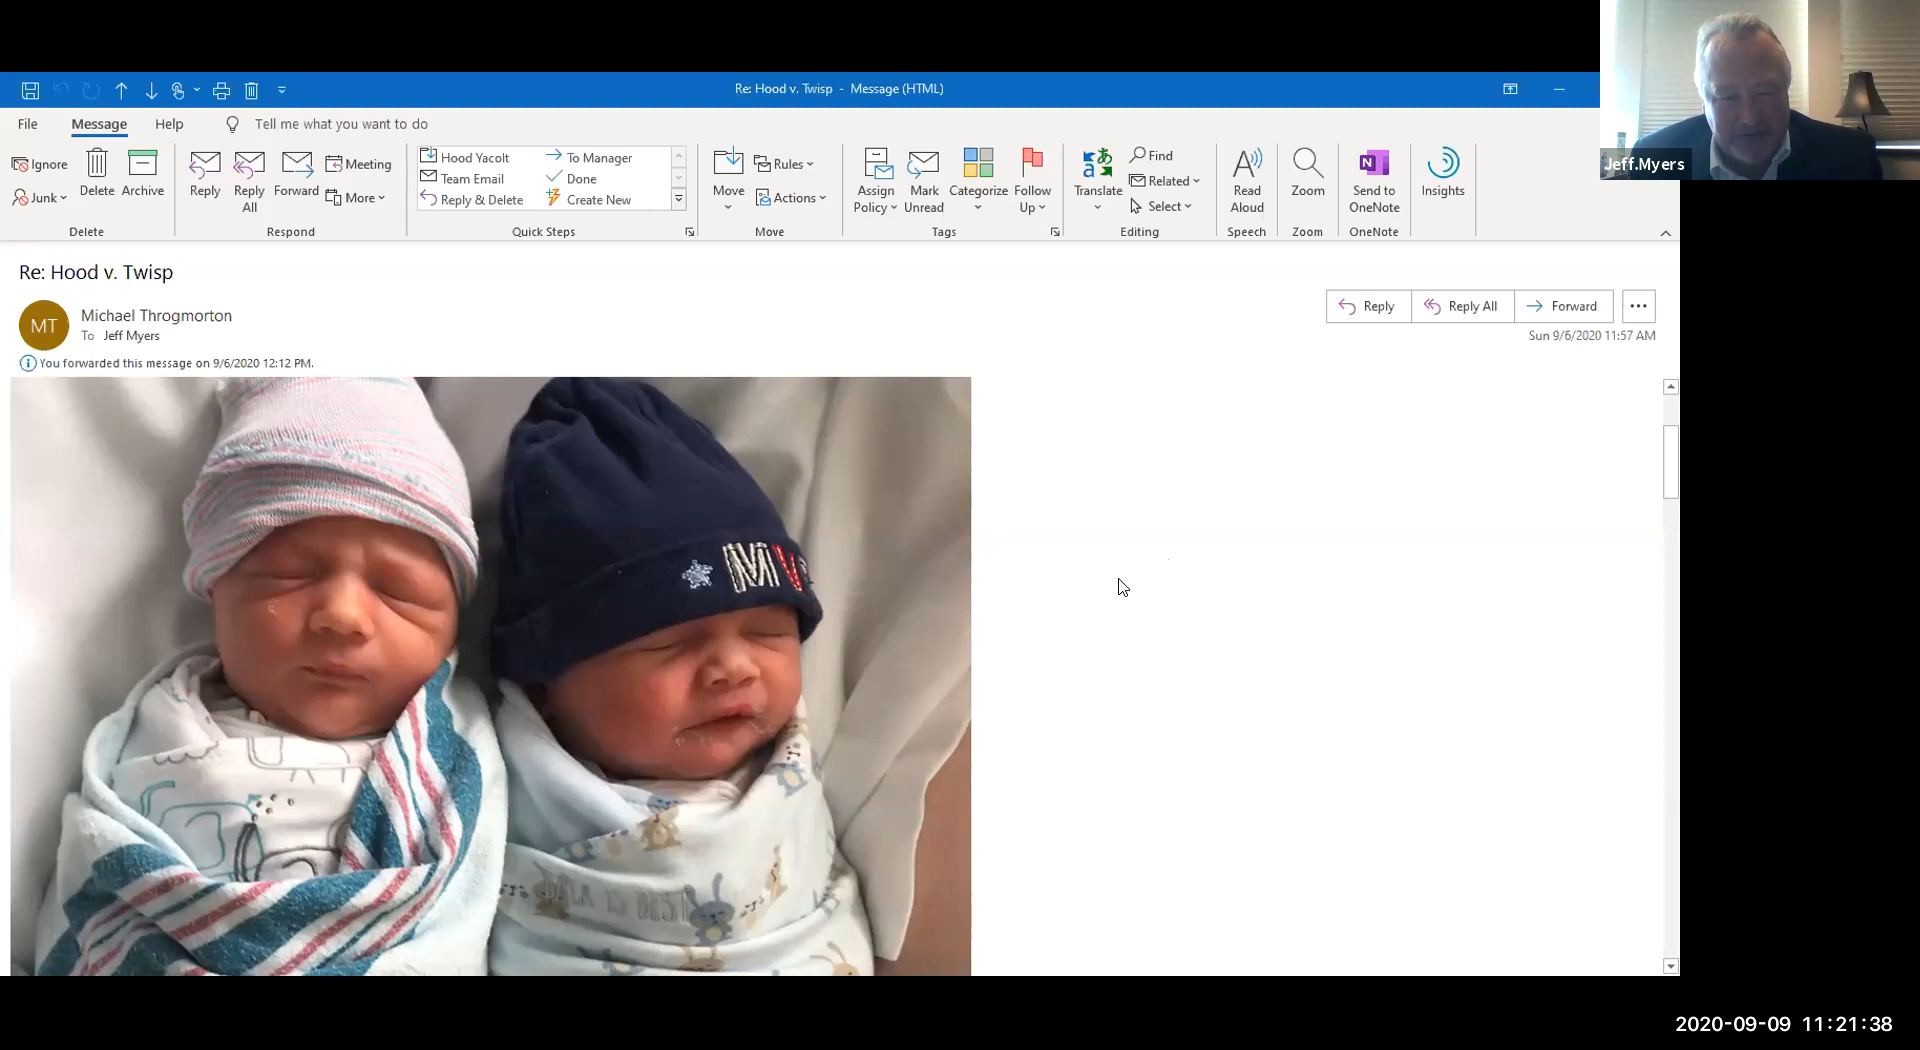 Re: Hood v. Twisp - Message (HTML)
File Message Help Tell me what you want to do
Ignore
Junk
Delete
Archive
Delete
Reply
Reply All
Forward
Meeting
More
Respond
Hood Yacolt
Team Email
Reply & Delete
To Manager
Done
Create New
Quick Steps
Move
Rules
Actions
Move
Assign Policy
Mark Unread
Categorize
Follow Up
Tags
Translate
Find
Related
Select
Editing
Read Aloud
Speech
Zoom
Zoom
Send to OneNote
OneNote
Insights
Jeff.Myers
Re: Hood v. Twisp
MT
Michael Throgmorton
To Jeff Myers
You forwarded this message on 9/6/2020 12:12 PM.
Reply
Reply All
Forward
Sun 9/6/2020 11:57 AM
2020-09-09 11:21:38